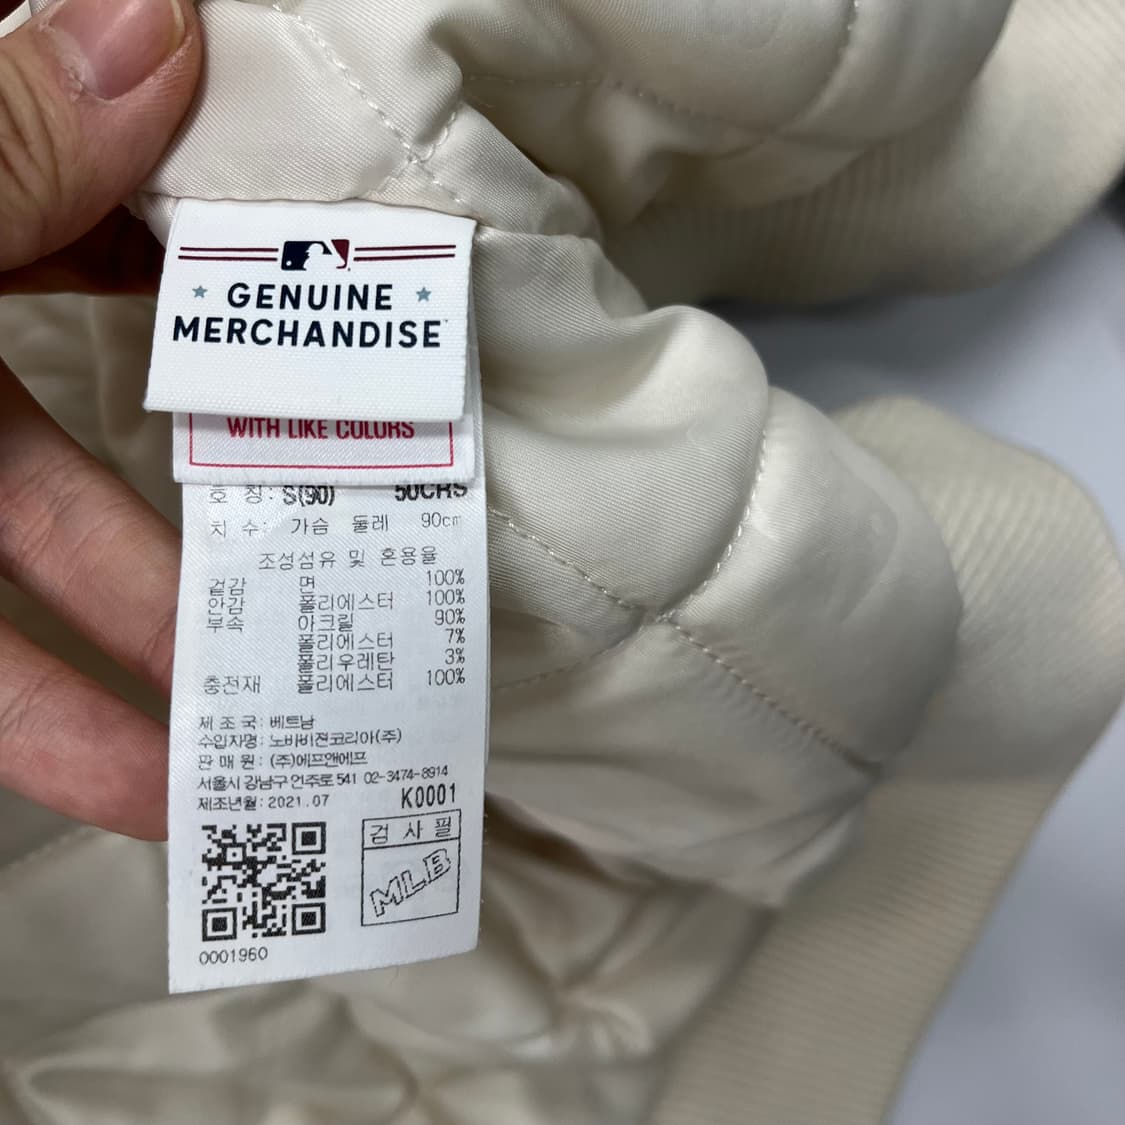 GENUINE
MERCHANDISE™
WITH LIKE COLORS
호 칭: S(90) 50CRS
치 수: 가슴 둘레 90cm
조성섬유 및 혼용율
겉감 면 100%
안감 폴리에스터 100%
부속 아크릴 90%
폴리에스터 7%
폴리우레탄 3%
충전재 폴리에스터 100%
제 조 국: 베트남
수입자명: 노바비젼코리아(주)
판 매 원: (주)에프앤에프
서울시 강남구 언주로 541 02-3474-8914
제조년월: 2021.07 K0001
검 사 필
MLB
0001960